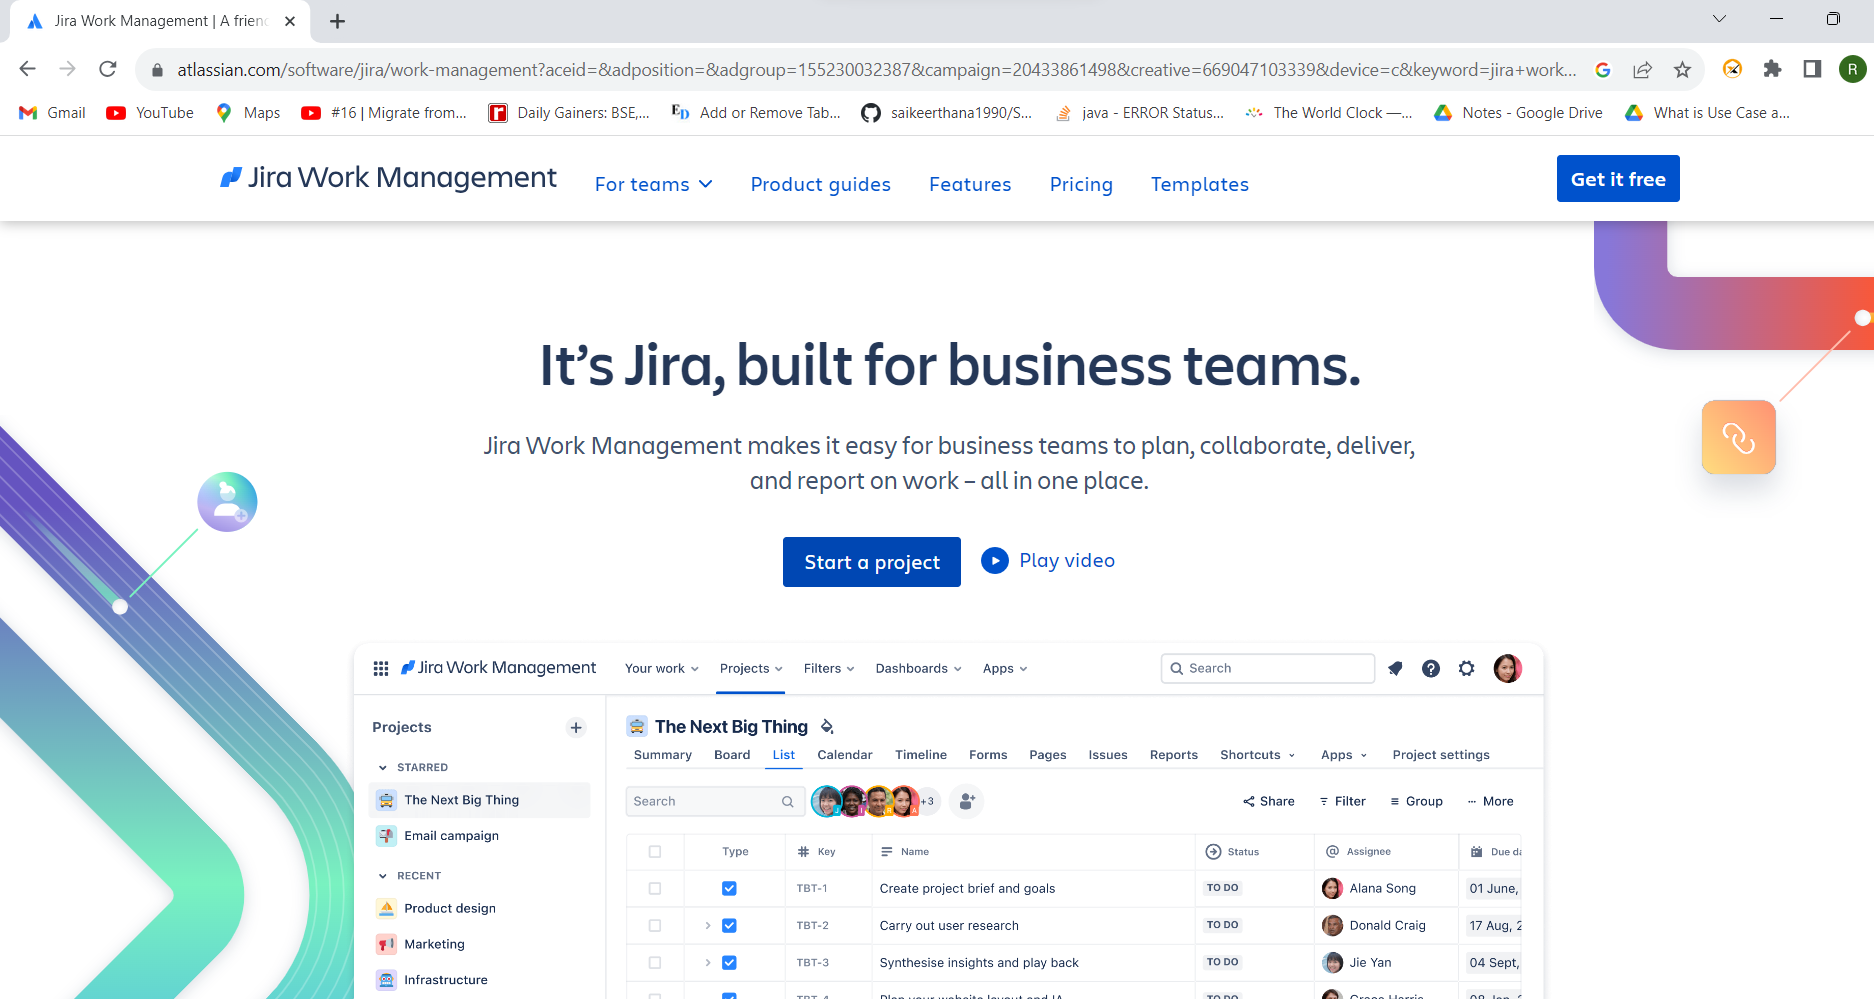 Jira Work Management | A frien
atlassian.com/software/jira/work-management?aceid=&adposition=&adgroup=155230032387&campaign=20433861498&creative=669047103339&device=c&keyword=jira+work...
R
Gmail
YouTube
Maps
#16 | Migrate from...
Daily Gainers: BSE,...
Add or Remove Tab...
saikeerthana1990/S...
java - ERROR Status...
The World Clock —...
Notes - Google Drive
What is Use Case a...
Jira Work Management
For teams
Product guides
Features
Pricing
Templates
Get it free
It's Jira, built for business teams.
Jira Work Management makes it easy for business teams to plan, collaborate, deliver,
and report on work – all in one place.
Start a project
Play video
Jira Work Management
Your work
Projects
Filters
Dashboards
Apps
Search
Projects
STARRED
The Next Big Thing
Email campaign
RECENT
Product design
Marketing
Infrastructure
The Next Big Thing
Summary
Board
List
Calendar
Timeline
Forms
Pages
Issues
Reports
Shortcuts
Apps
Project settings
Search
+3
Share
Filter
Group
More
Type
Key
Name
Status
Assignee
Due da
TBT-1
Create project brief and goals
TO DO
Alana Song
01 June,
TBT-2
Carry out user research
TO DO
Donald Craig
17 Aug, 2
TBT-3
Synthesise insights and play back
TO DO
Jie Yan
04 Sept,